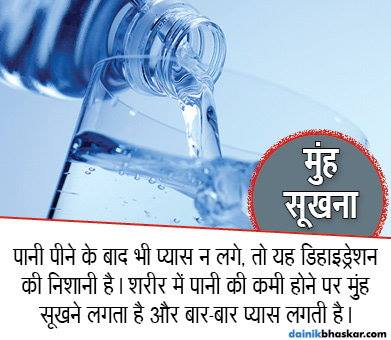 मुंह
सूखना
पानी पीने के बाद भी प्यास न लगे, तो यह डिहाइड्रेशन
की निशानी है। शरीर में पानी की कमी होने पर मुंह
सूखने लगता है और बार-बार प्यास लगती है।
dainikbhaskar.com